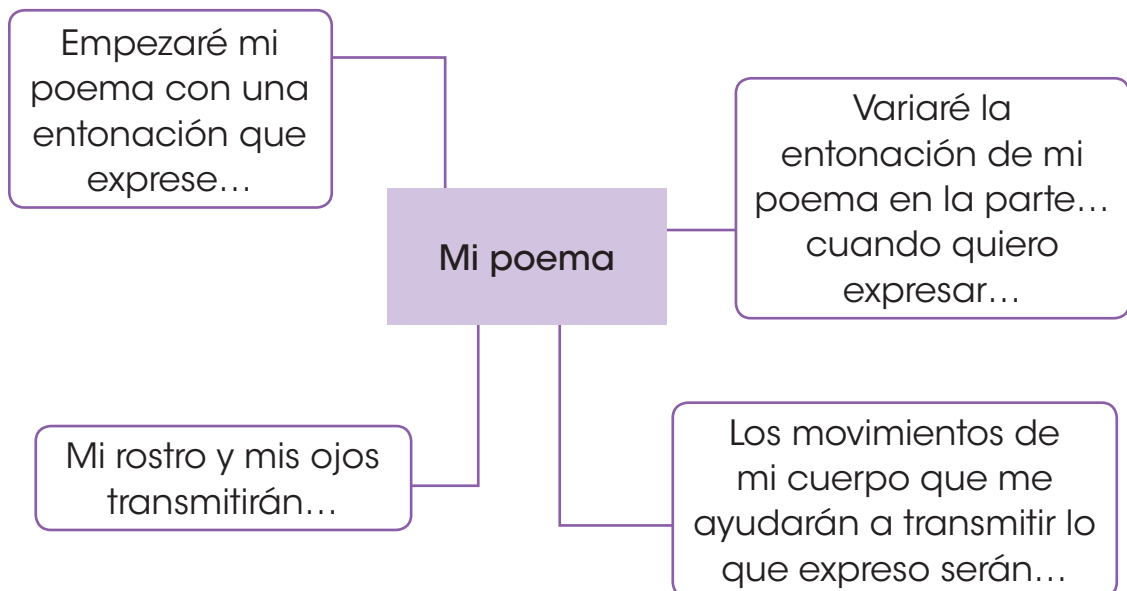 Empezaré mi
poema con una
entonación que
exprese…
Variaré la
entonación de mi
poema en la parte…
cuando quiero
expresar…
Mi poema
Mi rostro y mis ojos
transmitirán…
Los movimientos de
mi cuerpo que me
ayudarán a transmitir lo
que expreso serán…